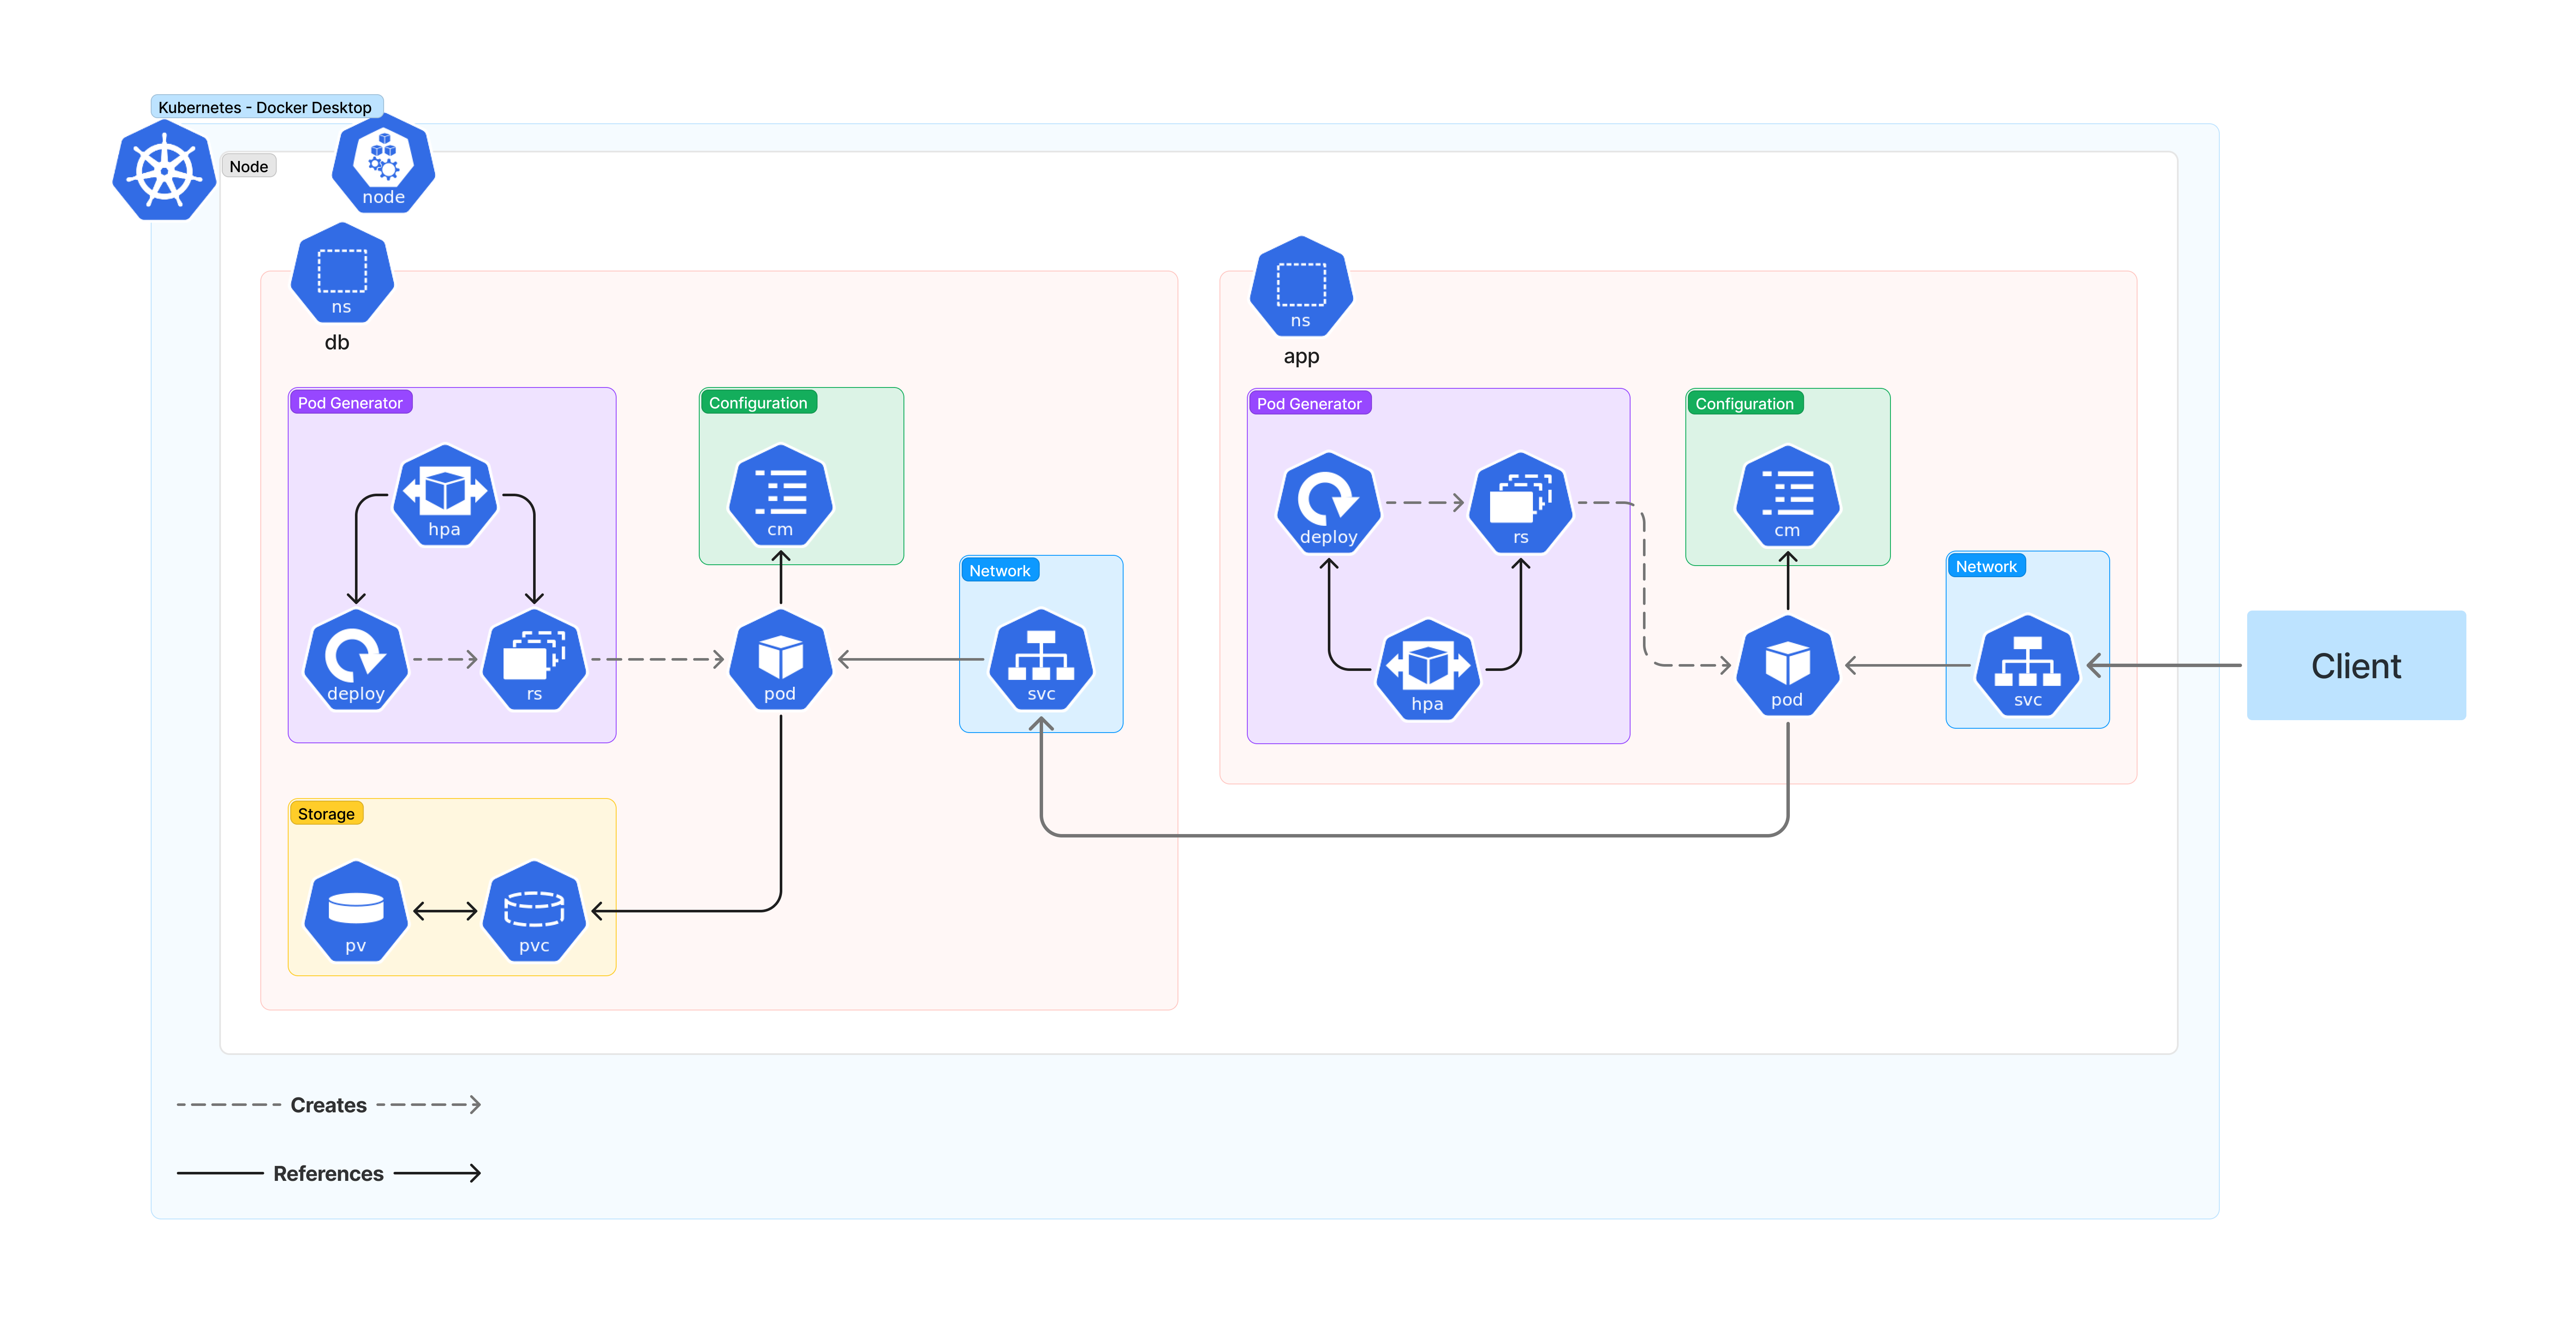 Kubernetes - Docker Desktop
Node
node
ns
db
ns
app
Pod Generator
hpa
deploy
rs
Configuration
cm
pod
Network
svc
Storage
pv
pvc
Pod Generator
deploy
rs
hpa
Configuration
cm
pod
Network
svc
Client
Creates
References